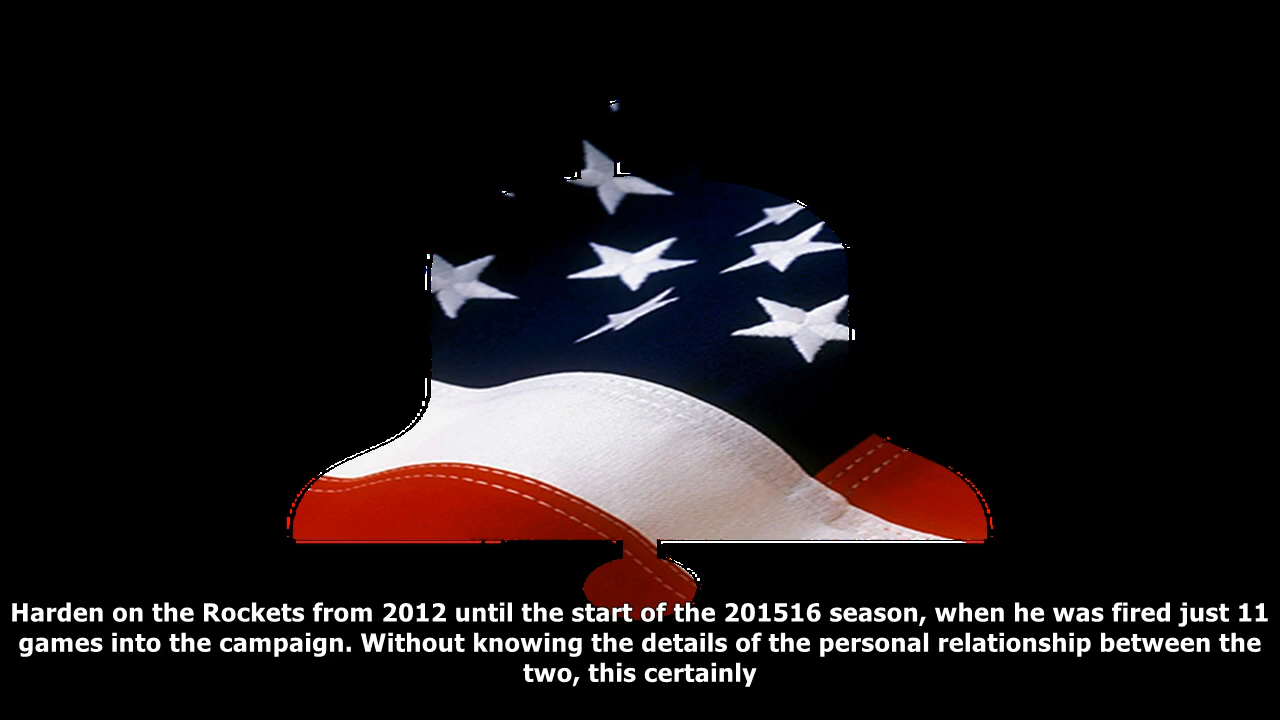 Harden on the Rockets from 2012 until the start of the 201516 season, when he was fired just 11
games into the campaign. Without knowing the details of the personal relationship between the
two, this certainly